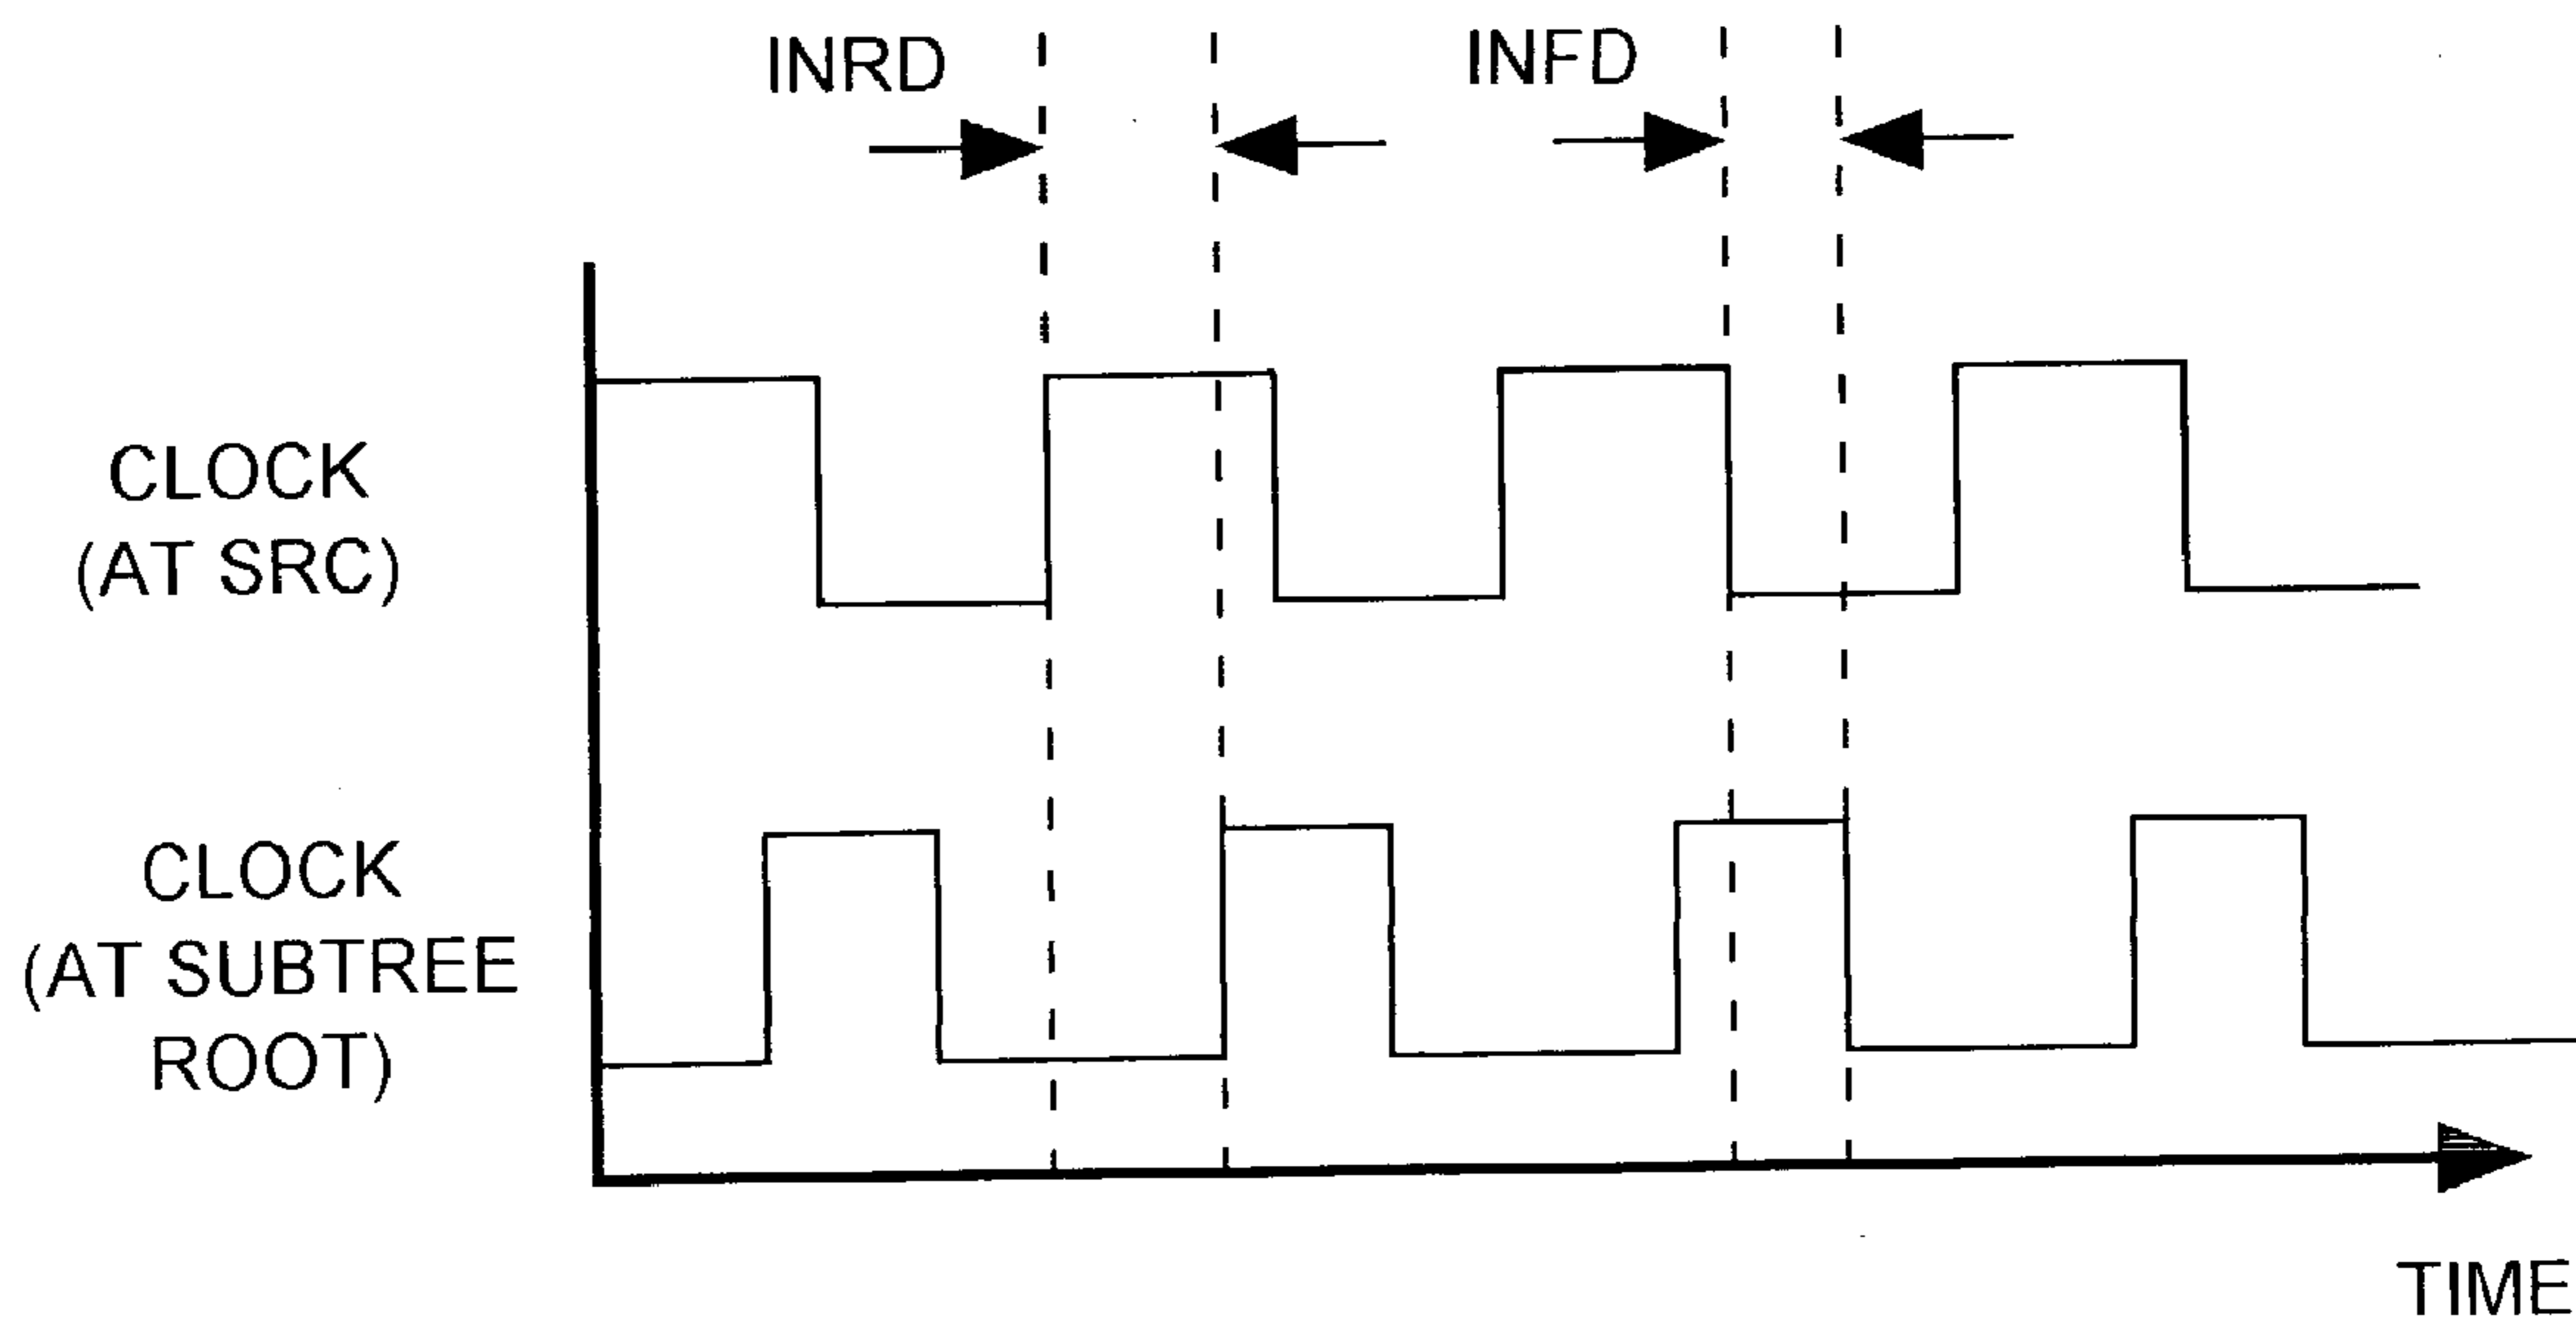 INRD
INFD
CLOCK
(AT SRC)
CLOCK
(AT SUBTREE
ROOT)
TIME